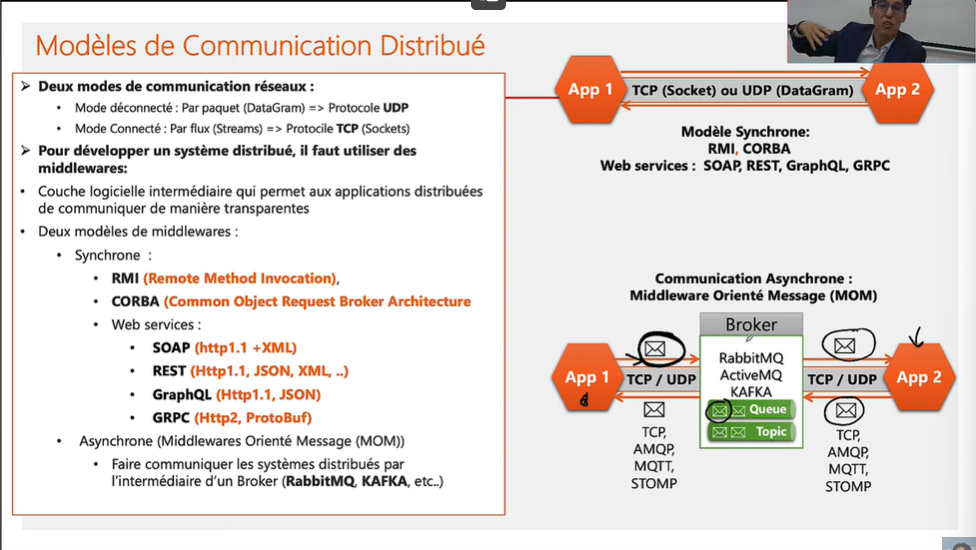 Modèles de Communication Distribué
Deux modes de communication réseaux :
Mode déconnecté : Par paquet (DataGram) => Protocole UDP
Mode Connecté : Par flux (Streams) => Protocile TCP (Sockets)
Pour développer un système distribué, il faut utiliser des
middlewares:
Couche logicielle intermédiaire qui permet aux applications distribuées
de communiquer de manière transparentes
Deux modèles de middlewares :
Synchrone :
RMI (Remote Method Invocation),
CORBA (Common Object Request Broker Architecture
Web services :
SOAP (http1.1 +XML)
REST (Http1.1, JSON, XML, ..)
GraphQL (Http1.1, JSON)
GRPC (Http2, ProtoBuf)
Asynchrone (Middlewares Orienté Message (MOM))
Faire communiquer les systèmes distribués par
l'intermédiaire d'un Broker (RabbitMQ, KAFKA, etc..)
App 1
TCP (Socket) ou UDP (DataGram)
App 2
Modèle Synchrone:
RMI, CORBA
Web services : SOAP, REST, GraphQL, GRPC
Communication Asynchrone :
Middleware Orienté Message (MOM)
Broker
RabbitMQ
ActiveMQ
KAFKA
Queue
Topic
App 1
TCP / UDP
TCP / UDP
App 2
TCP,
AMQP,
MQTT,
STOMP
TCP,
AMQP,
MQTT,
STOMP